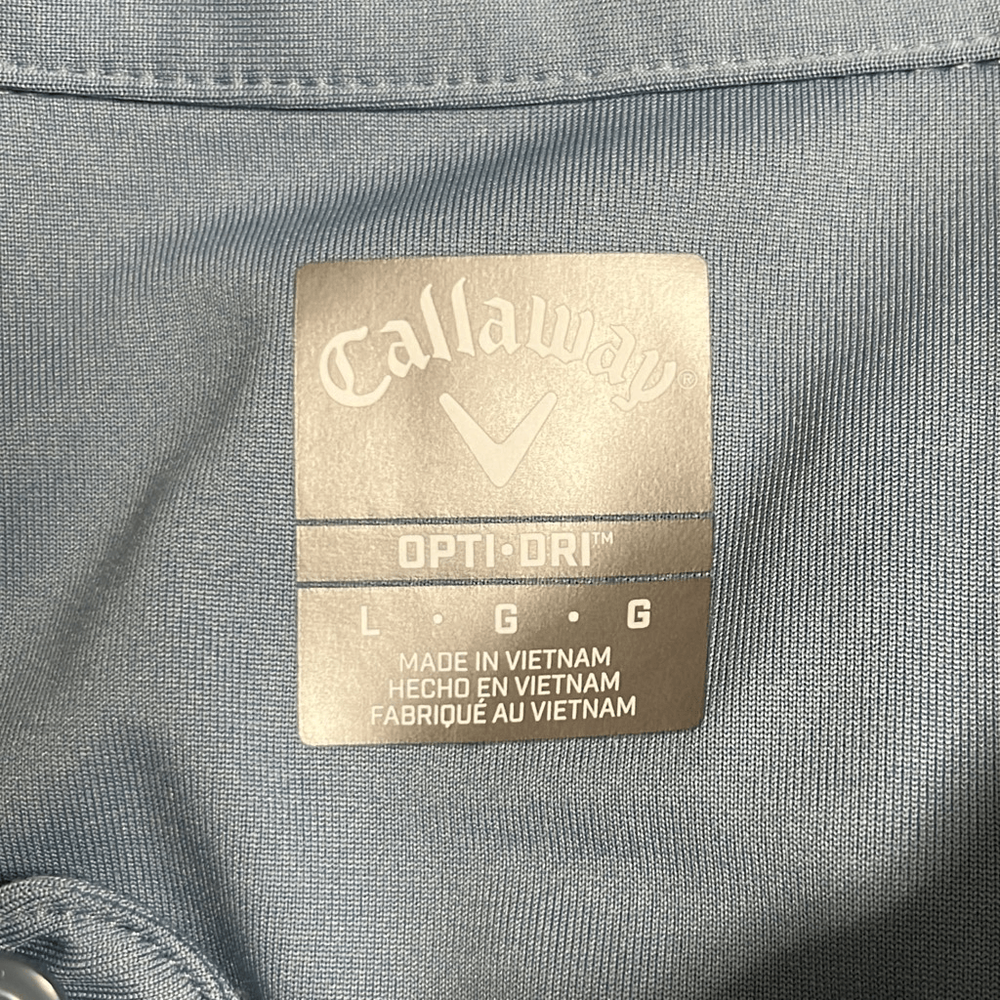 Callaway®
OPTI•DRI™
L • G • G
MADE IN VIETNAM
HECHO EN VIETNAM
FABRIQUÉ AU VIETNAM